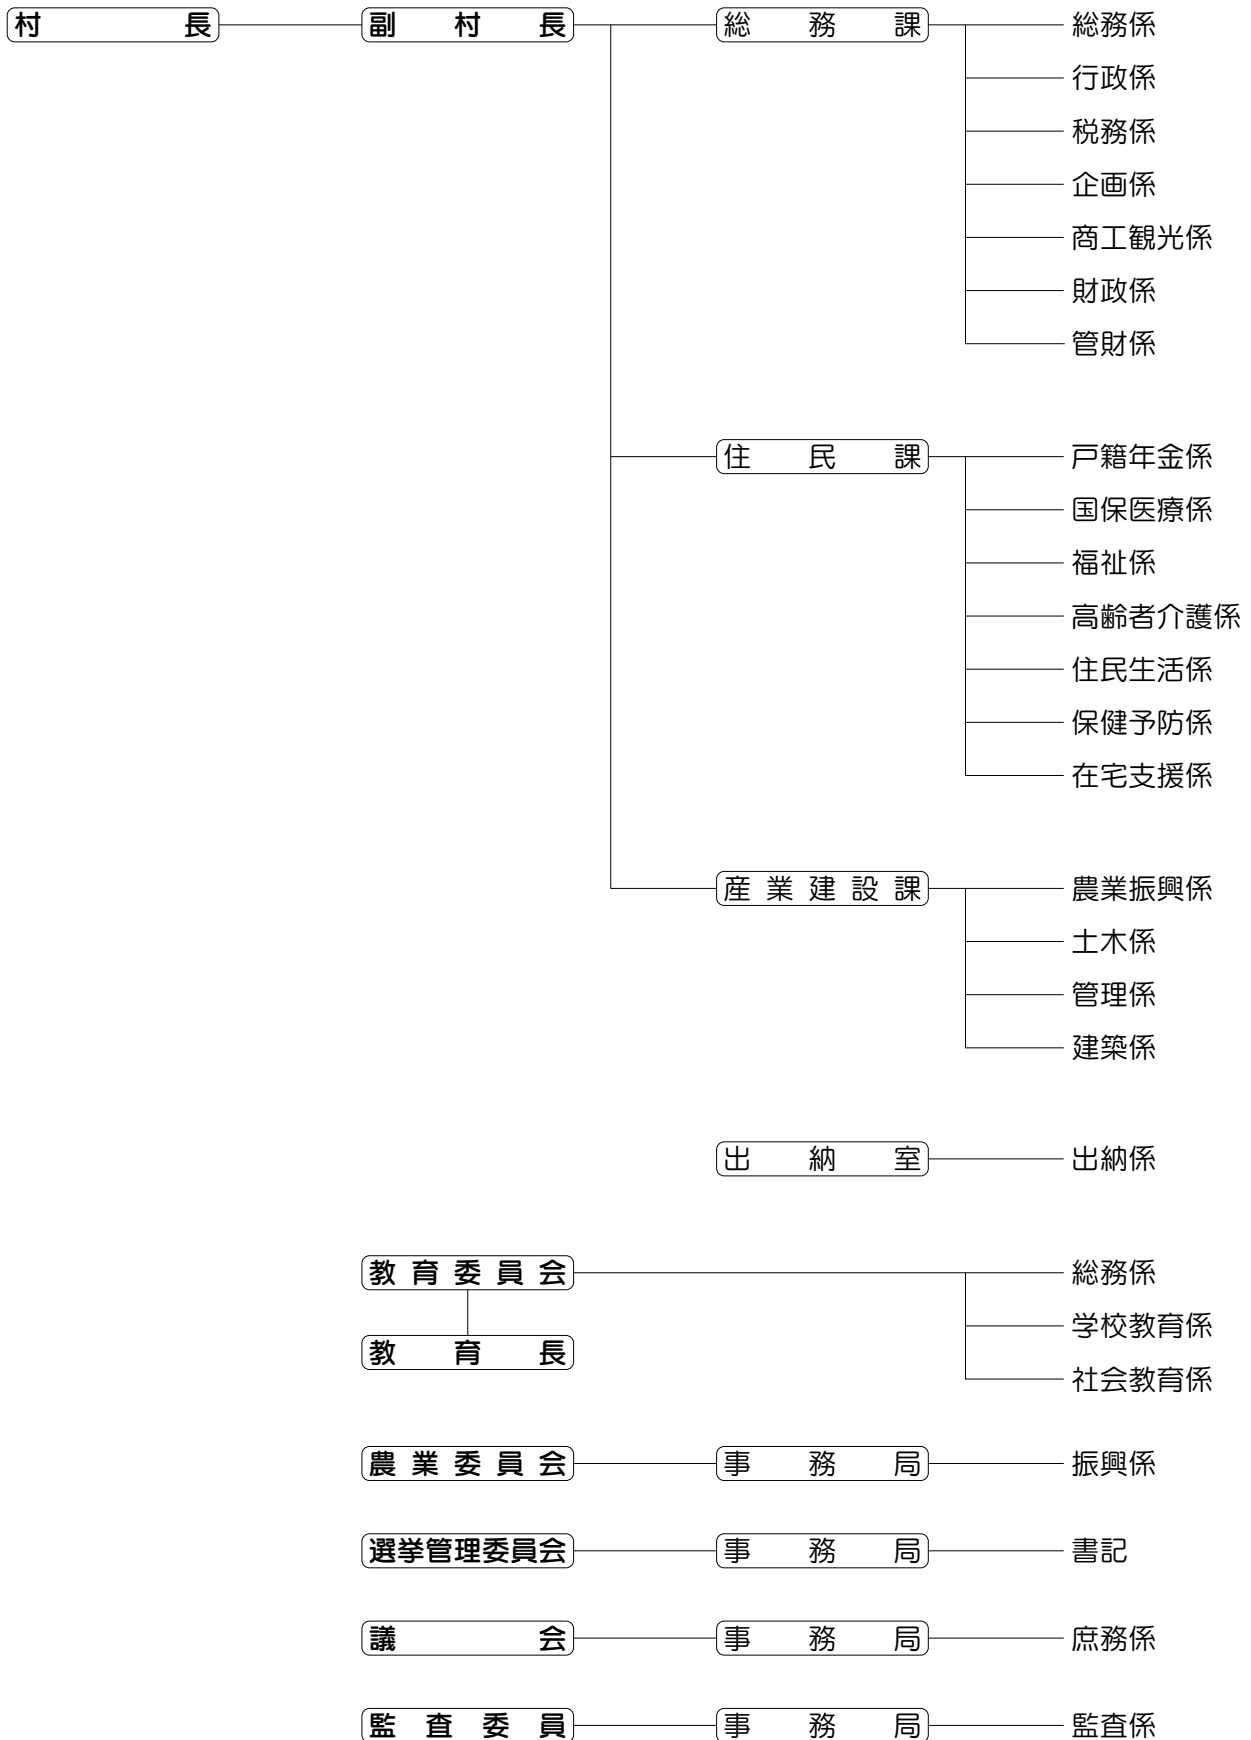 村長 副村長 総務課 総務係
行政係
税務係
企画係
商工観光係
財政係
管財係
住民課 戸籍年金係
国保医療係
福祉係
高齢者介護係
住民生活係
保健予防係
在宅支援係
産業建設課 農業振興係
土木係
管理係
建築係
出納室 出納係
教育委員会 総務係
学校教育係
教育長
社会教育係
農業委員会 事務局 振興係
選挙管理委員会 事務局 書記
議会 事務局 庶務係
監査委員 事務局 監査係